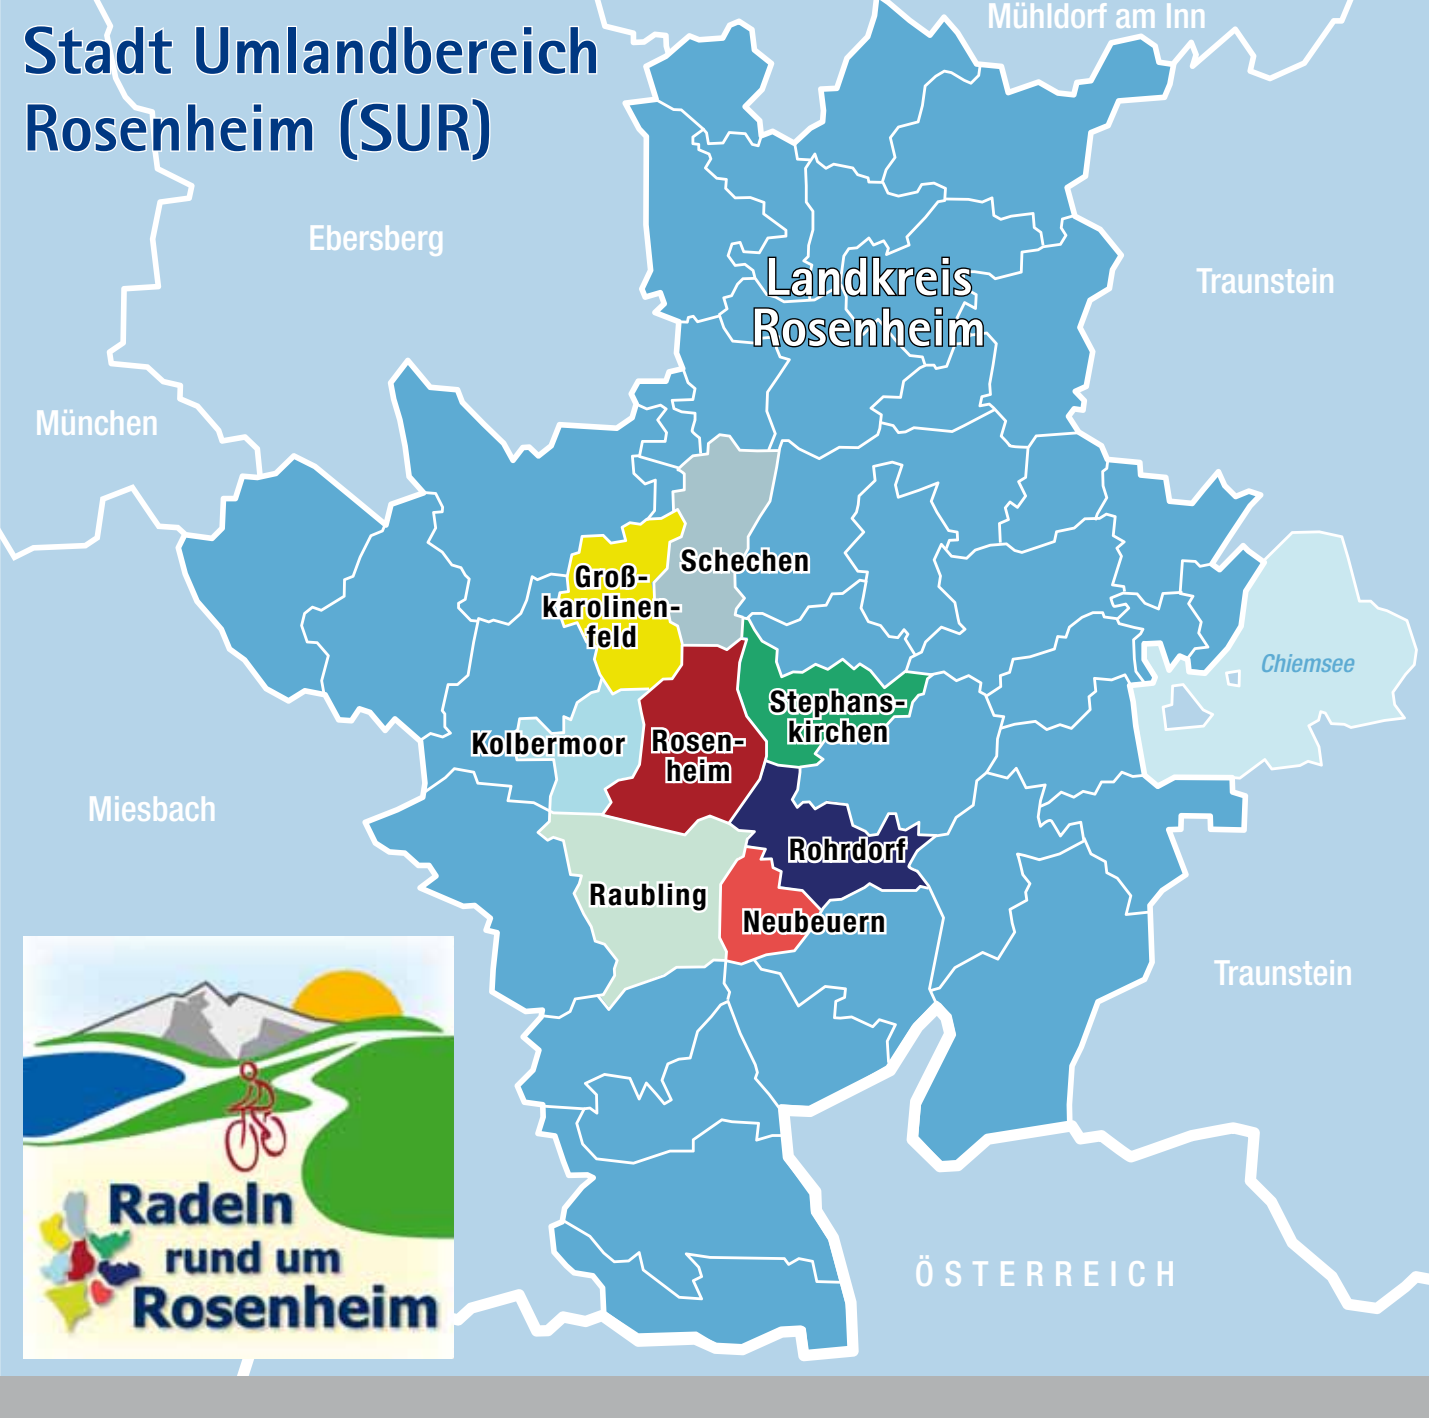 Stadt Umlandbereich
Rosenheim (SUR)
Mühldorf am Inn
Ebersberg
Landkreis
Rosenheim
Traunstein
München
Schechen
Groß-
karolinen-
feld
Chiemsee
Stephans-
kirchen
Kolbermoor
Rosen-
heim
Miesbach
Rohrdorf
Raubling
Neubeuern
Traunstein
Radeln
rund um
Rosenheim
ÖSTERREICH